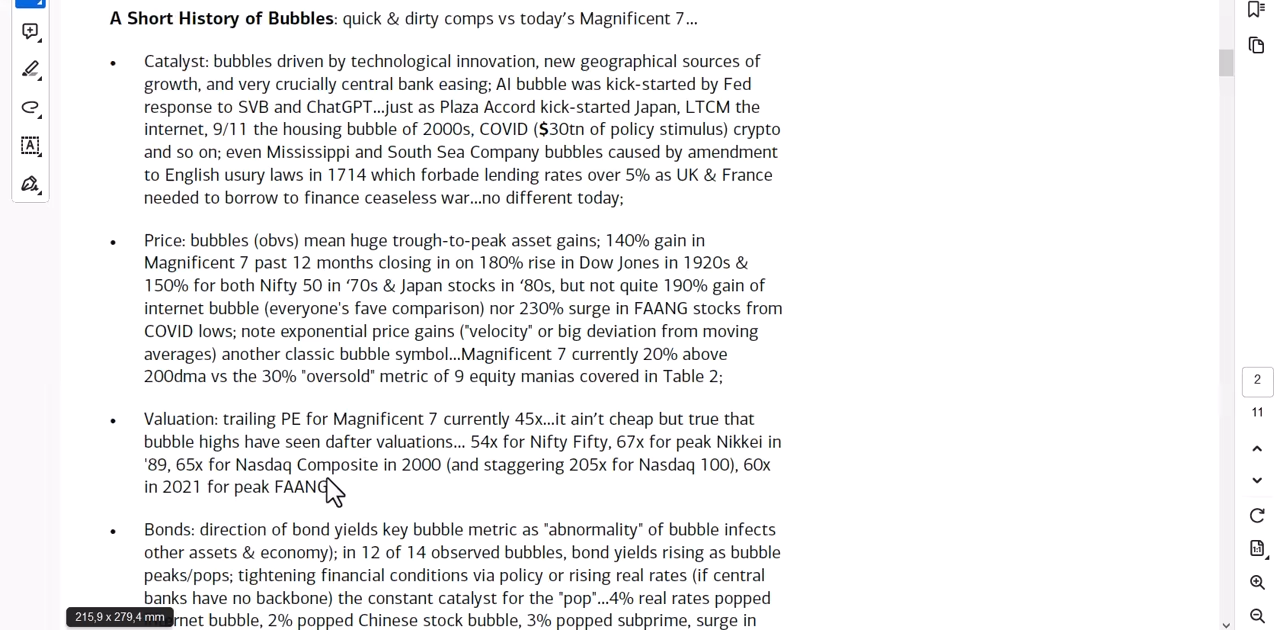 A Short History of Bubbles: quick & dirty comps vs today's Magnificent 7...
• Catalyst: bubbles driven by technological innovation, new geographical sources of
growth, and very crucially central bank easing; AI bubble was kick-started by Fed
response to SVB and ChatGPT...just as Plaza Accord kick-started Japan, LTCM the
internet, 9/11 the housing bubble of 2000s, COVID ($30tn of policy stimulus) crypto
and so on; even Mississippi and South Sea Company bubbles caused by amendment
to English usury laws in 1714 which forbade lending rates over 5% as UK & France
needed to borrow to finance ceaseless war...no different today;
• Price: bubbles (obvs) mean huge trough-to-peak asset gains; 140% gain in
Magnificent 7 past 12 months closing in on 180% rise in Dow Jones in 1920s &
150% for both Nifty 50 in ‘70s & Japan stocks in ‘80s, but not quite 190% gain of
internet bubble (everyone's fave comparison) nor 230% surge in FAANG stocks from
COVID lows; note exponential price gains ("velocity" or big deviation from moving
averages) another classic bubble symbol...Magnificent 7 currently 20% above
200dma vs the 30% "oversold" metric of 9 equity manias covered in Table 2;
• Valuation: trailing PE for Magnificent 7 currently 45x...it ain't cheap but true that
bubble highs have seen dafter valuations... 54x for Nifty Fifty, 67x for peak Nikkei in
'89, 65x for Nasdaq Composite in 2000 (and staggering 205x for Nasdaq 100), 60x
in 2021 for peak FAANG
• Bonds: direction of bond yields key bubble metric as "abnormality" of bubble infects
other assets & economy); in 12 of 14 observed bubbles, bond yields rising as bubble
peaks/pops; tightening financial conditions via policy or rising real rates (if central
banks have no backbone) the constant catalyst for the "pop"...4% real rates popped
rnet bubble, 2% popped Chinese stock bubble, 3% popped subprime, surge in
215,9 x 279,4 mm
2
11